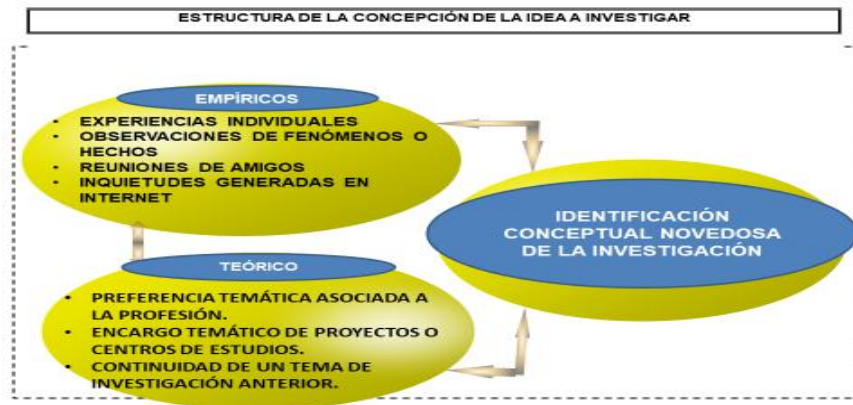 ESTRUCTURA DE LA CONCEPCIÓN DE LA IDEA A INVESTIGAR
EMPÍRICOS
• EXPERIENCIAS INDIVIDUALES
• OBSERVACIONES DE FENÓMENOS O
HECHOS
• REUNIONES DE AMIGOS
• INQUIETUDES GENERADAS EN
INTERNET
IDENTIFICACIÓN
CONCEPTUAL NOVEDOSA
DE LA INVESTIGACIÓN
TEÓRICO
• PREFERENCIA TEMÁTICA ASOCIADA A
LA PROFESIÓN.
• ENCARGO TEMÁTICO DE PROYECTOS O
CENTROS DE ESTUDIOS.
• CONTINUIDAD DE UN TEMA DE
INVESTIGACIÓN ANTERIOR.